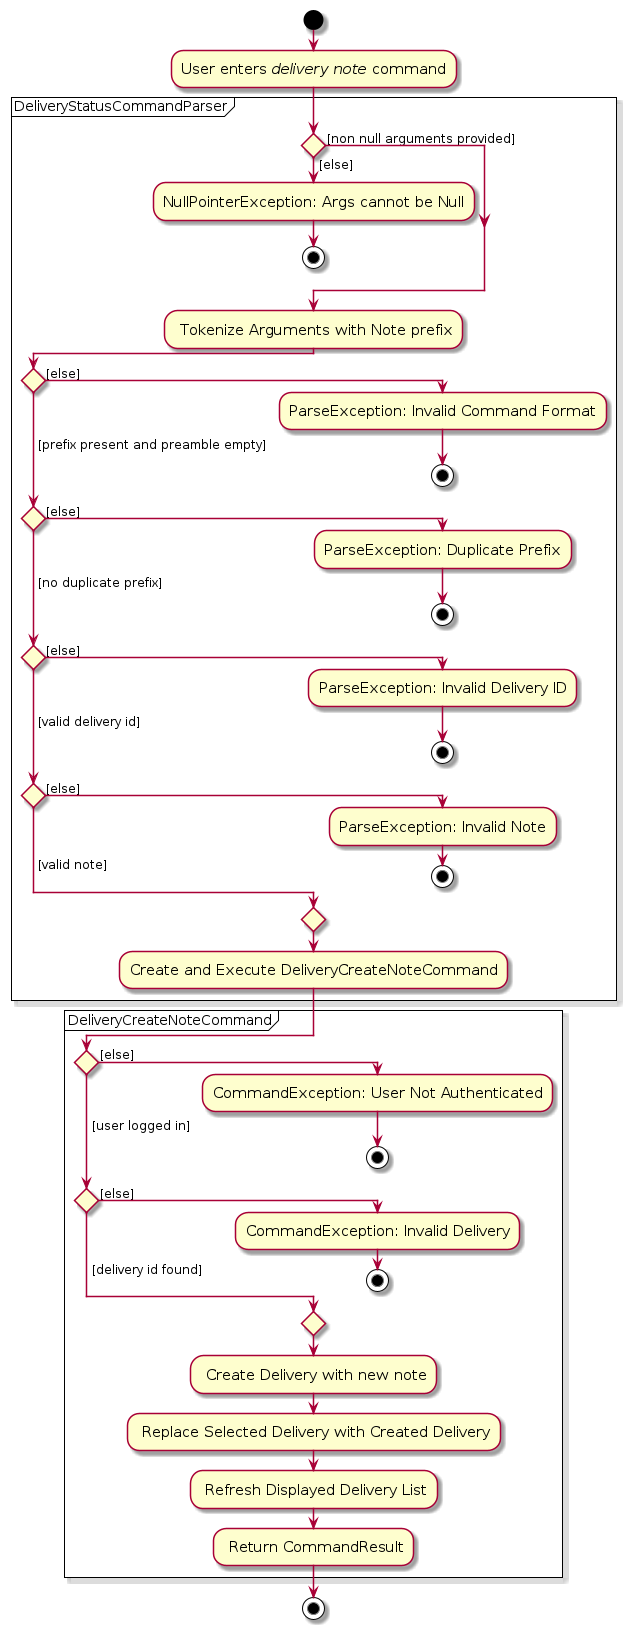 User enters delivery note command
DeliveryStatusCommandParser
[non null arguments provided]
[else]
NullPointerException: Args cannot be Null
Tokenize Arguments with Note prefix
[else]
ParseException: Invalid Command Format
[prefix present and preamble empty]
[else]
ParseException: Duplicate Prefix
[no duplicate prefix]
[else]
ParseException: Invalid Delivery ID
[valid delivery id]
[else]
ParseException: Invalid Note
[valid note]
Create and Execute DeliveryCreateNoteCommand
DeliveryCreateNoteCommand
[else]
CommandException: User Not Authenticated
[user logged in]
[else]
CommandException: Invalid Delivery
[delivery id found]
Create Delivery with new note
Replace Selected Delivery with Created Delivery
Refresh Displayed Delivery List
Return CommandResult